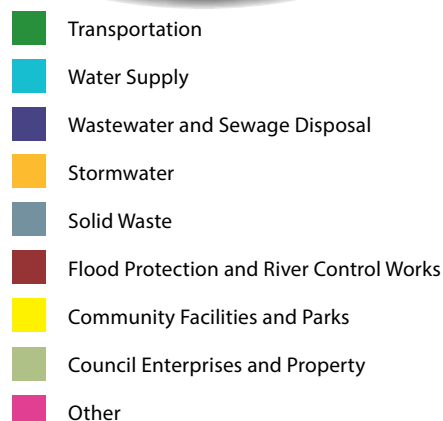 Transportation
Water Supply
Wastewater and Sewage Disposal
Stormwater
Solid Waste
Flood Protection and River Control Works
Community Facilities and Parks
Council Enterprises and Property
Other